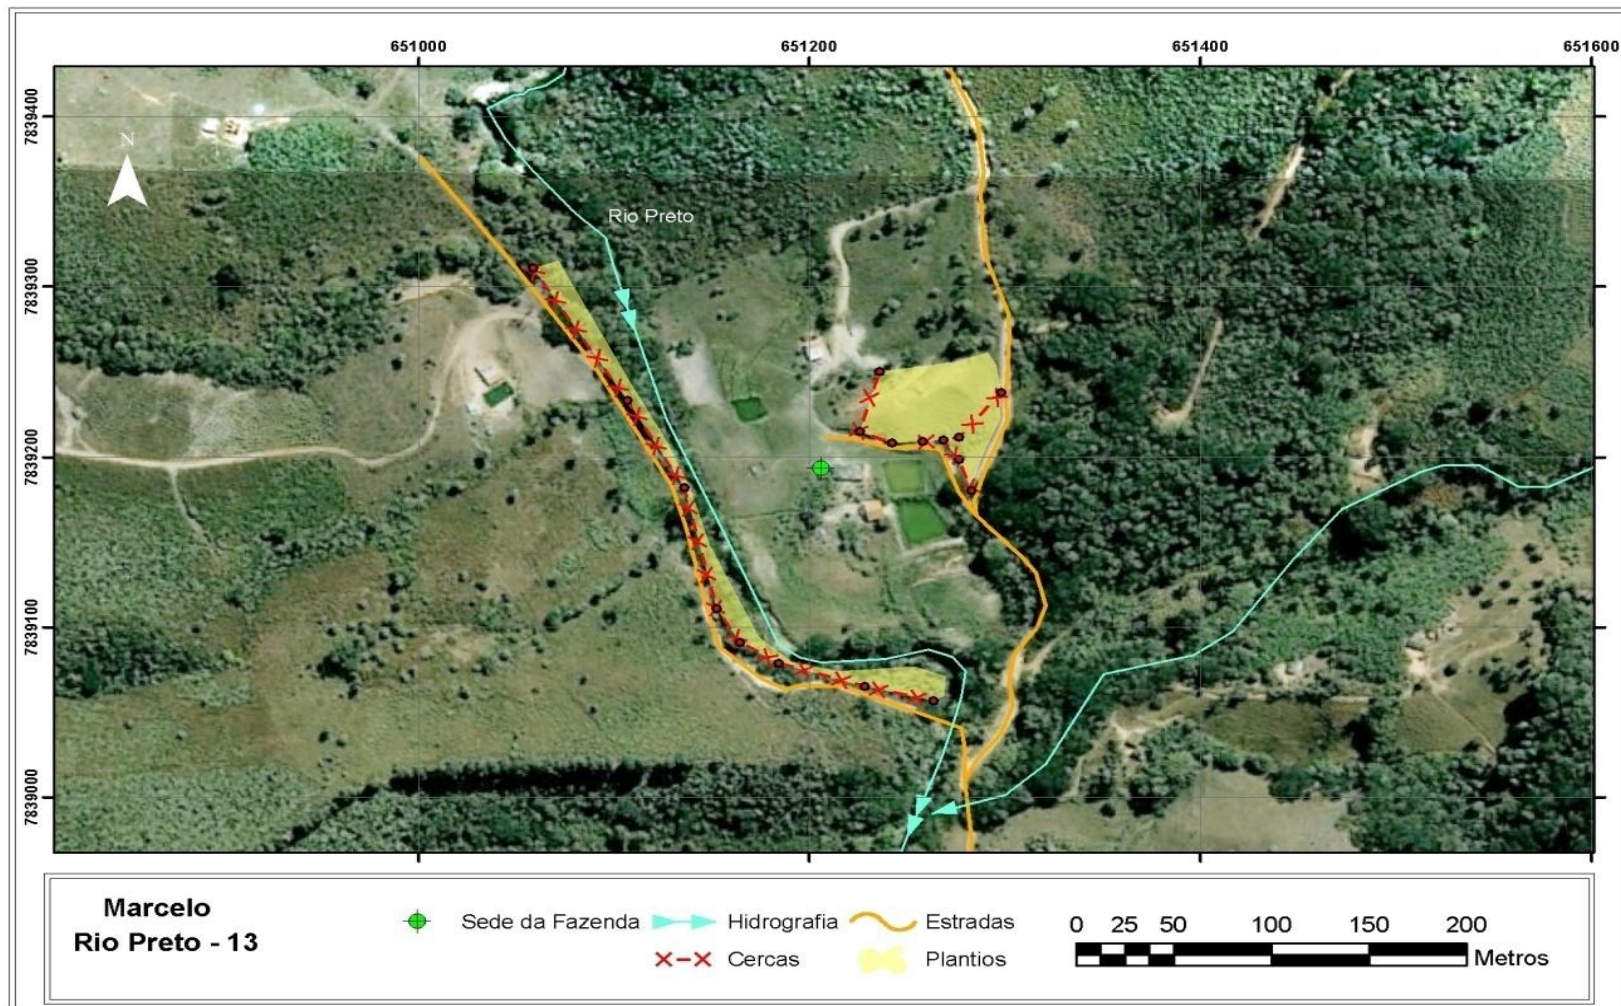 651000 651200 651400 651600
7839400
7839300
7839200
7839100
7839000
N
Rio Preto
Marcelo
Rio Preto - 13
Sede da Fazenda
Hidrografia
Estradas
Cercas
Plantios
0 25 50 100 150 200
Metros